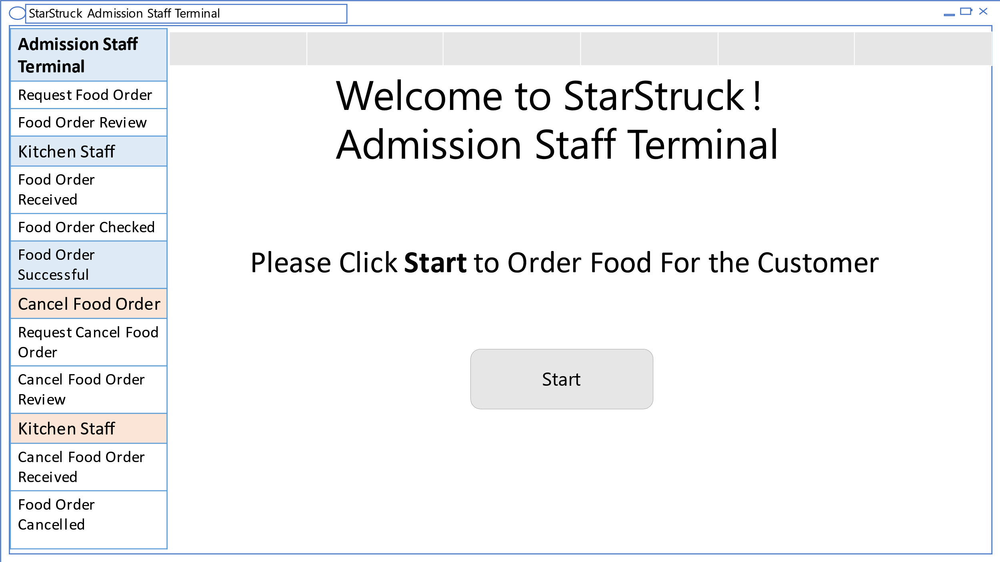 StarStruck Admission Staff Terminal
Admission Staff
Terminal
Request Food Order
Food Order Review
Kitchen Staff
Food Order
Received
Food Order Checked
Food Order
Successful
Cancel Food Order
Request Cancel Food
Order
Cancel Food Order
Review
Kitchen Staff
Cancel Food Order
Received
Food Order
Cancelled
Welcome to StarStruck!
Admission Staff Terminal
Please Click Start to Order Food For the Customer
Start